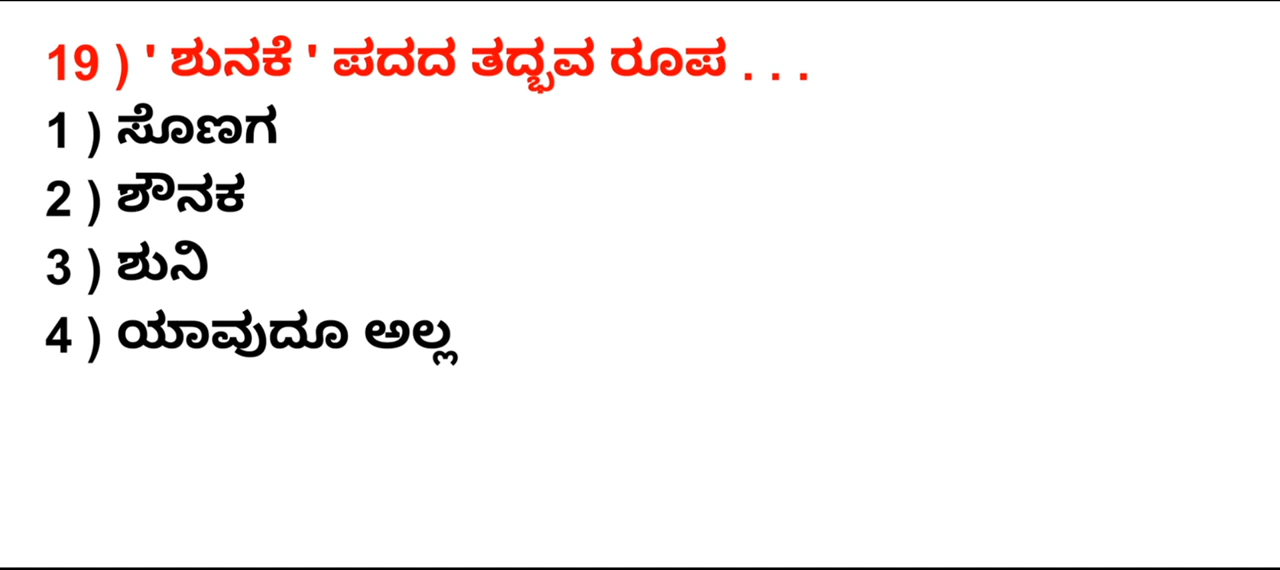 19 ) ' ಶುನಕೆ ' ಪದದ ತದ್ಭವ ರೂಪ . . .
1 ) ಸೊಣಗ
2 ) ಶೌನಕ
3 ) ಶುನಿ
4 ) ಯಾವುದೂ ಅಲ್ಲ